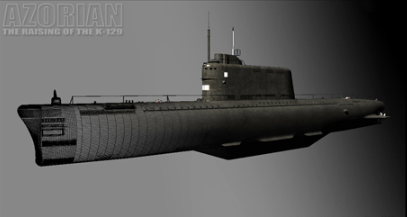 AZORIAN
THE RAISING OF THE K-129